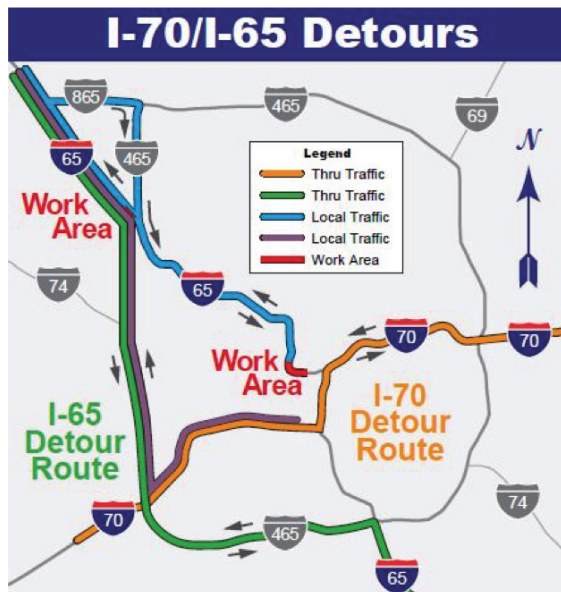 I-70/I-65 Detours
865
465
69
65
465
N
Legend
Thru Traffic
Thru Traffic
Local Traffic
Local Traffic
Work Area
Work
Area
74
65
70
70
Work
Area
I-65
Detour
Route
I-70
Detour
Route
70
465
74
65